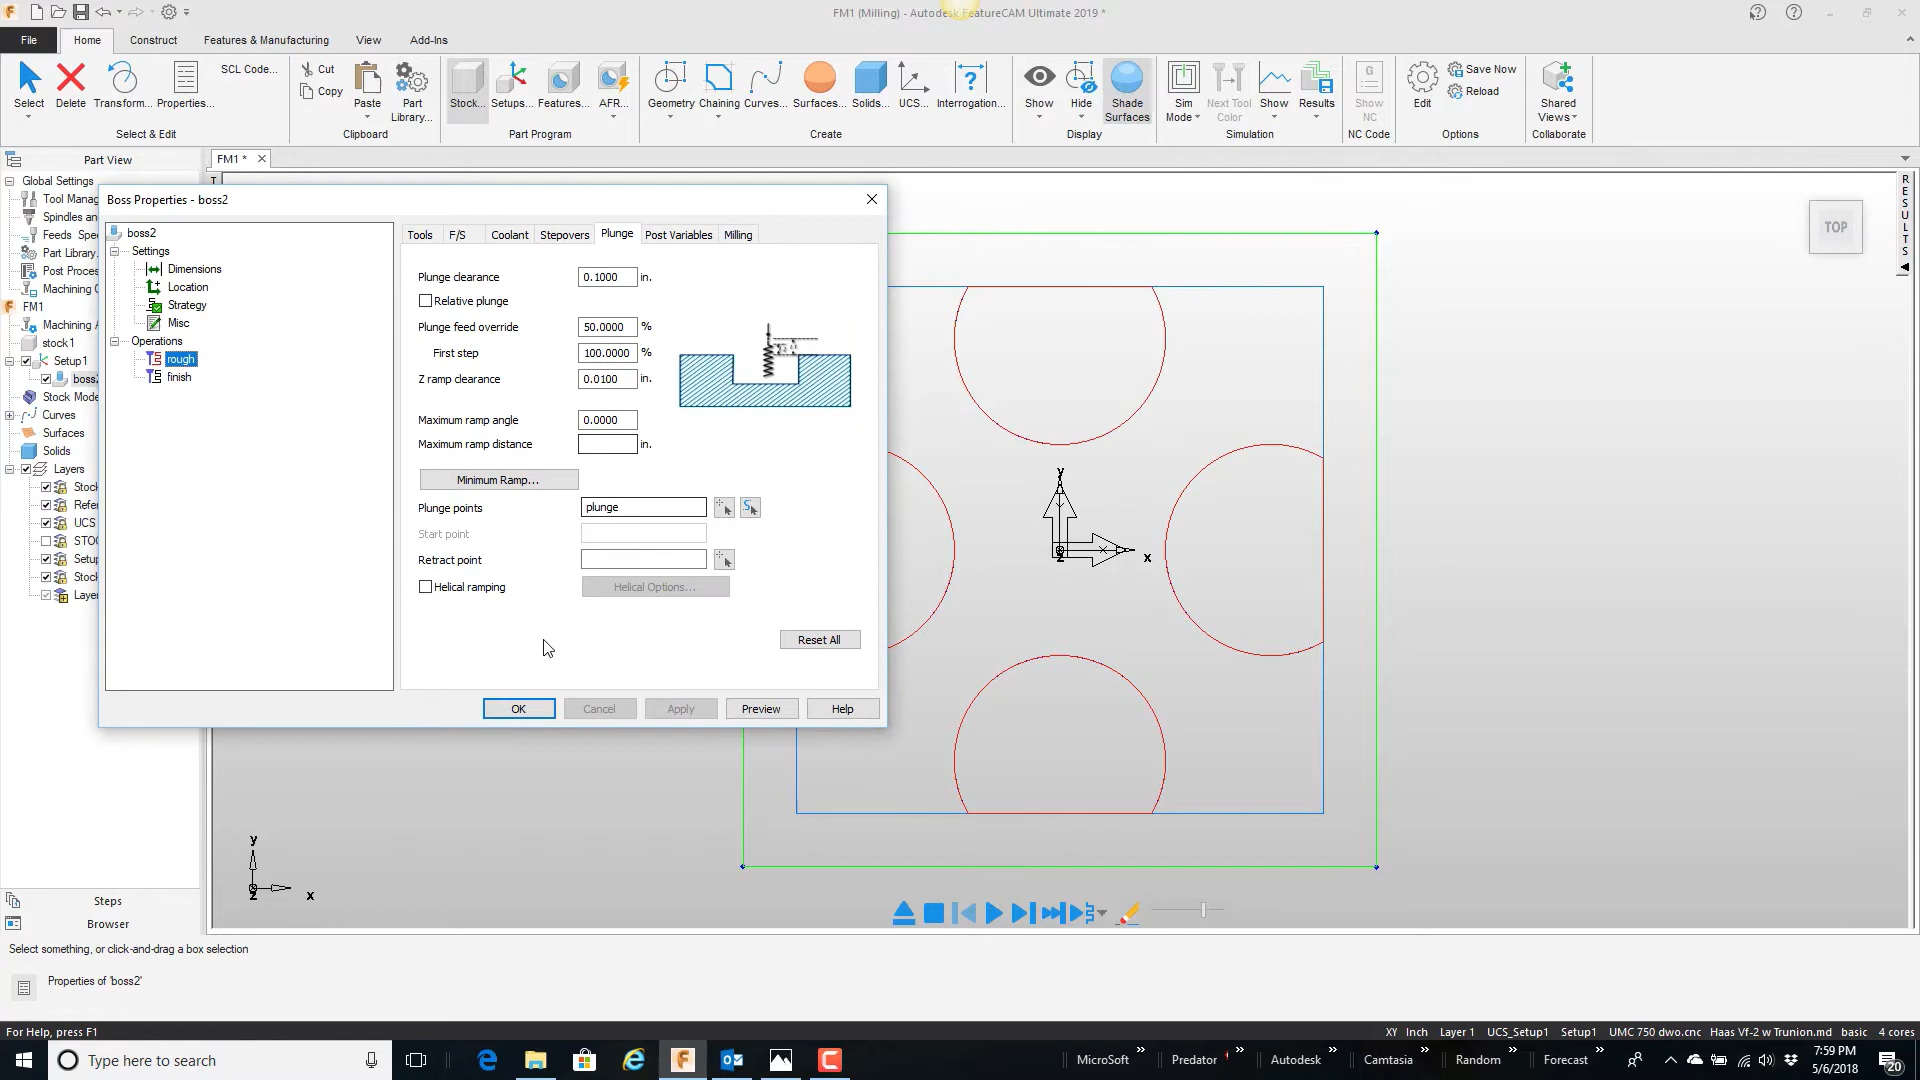 FM1 (Milling) - Autodesk FeatureCAM Ultimate 2019 *
File Home Construct Features & Manufacturing View Add-Ins
Select
Delete
Transform...
Properties...
SCL Code...
Select & Edit
Cut
Copy
Paste
Part
Library...
Clipboard
Stock...
Setups...
Features...
AFR...
Part Program
Geometry
Chaining
Curves...
Surfaces...
Solids...
UCS...
Interrogation...
Create
Show
Hide
Shade
Surfaces
Display
Sim
Mode
Next Tool
Color
Show
Results
Simulation
G
Show
NC
NC Code
Edit
Save Now
Reload
Options
Shared
Views
Collaborate
Part View
FM1 *
T
RESULTS
Global Settings
Tool Manag
Spindles an
Feeds Spe
Part Library
Post Proce
Machining C
FM1
Machining A
stock1
Setup1
boss2
Stock Mode
Curves
Surfaces
Solids
Layers
Stoc
Refer
UCS
STOC
Setu
Stock
Laye
Boss Properties - boss2
boss2
Settings
Dimensions
Location
Strategy
Misc
Operations
rough
finish
Tools F/S Coolant Stepovers Plunge Post Variables Milling
Plunge clearance 0.1000 in.
Relative plunge
Plunge feed override 50.0000 %
First step 100.0000 %
Z ramp clearance 0.0100 in.
Maximum ramp angle 0.0000
Maximum ramp distance in.
Minimum Ramp...
Plunge points plunge
Start point
Retract point
Helical ramping Helical Options...
Reset All
OK Cancel Apply Preview Help
TOP
y
x
z
y
x
z
Steps
Browser
Select something, or click-and-drag a box selection
Properties of 'boss2'
For Help, press F1
XY Inch Layer 1 UCS_Setup1 Setup1 UMC 750 dwo.cnc Haas Vf-2 w Trunion.md basic 4 cores
Type here to search
MicroSoft » Predator » Autodesk » Camtasia » Random » Forecast »
7:59 PM
5/6/2018
20